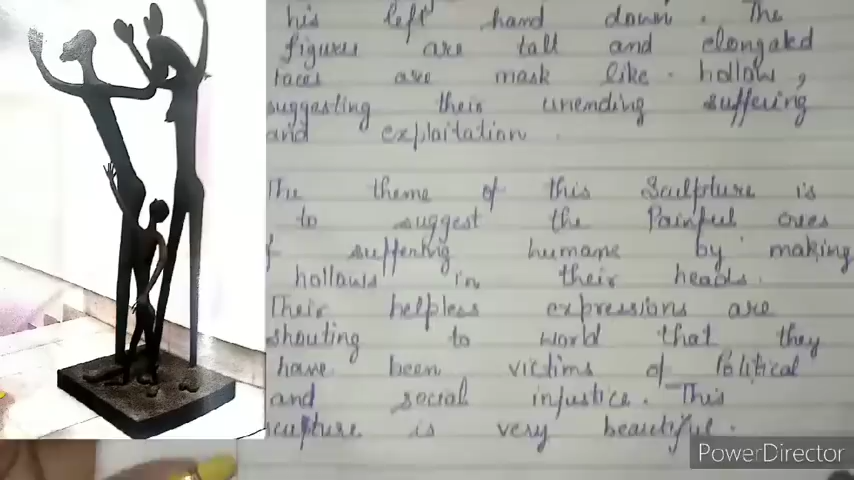 his left hand down. The
figures are tall and elongaked
faces are mask like. hollow,
suggesting their unending suffering
and explaitation.
The theme of this Sculpture is
to suggest the Painful cries
suffering humans by making
hollows in their heads.
Their helpless expressions are
shouting to world that they
have been victims of Political
and social injustice. This
sculpture is very beautiful.
PowerDirector